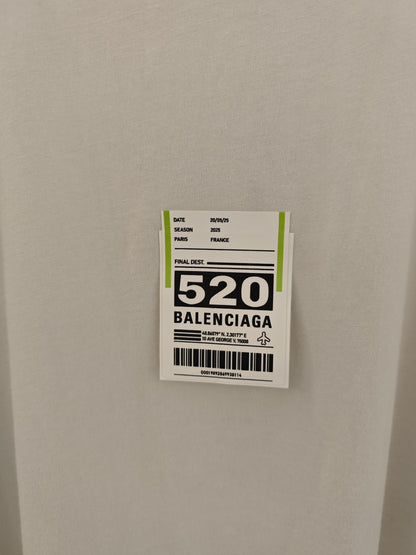 DATE 20/05/25
SEASON 2025
PARIS FRANCE
FINAL DEST.
520
BALENCIAGA
10 AVE GEORGE V, 75008